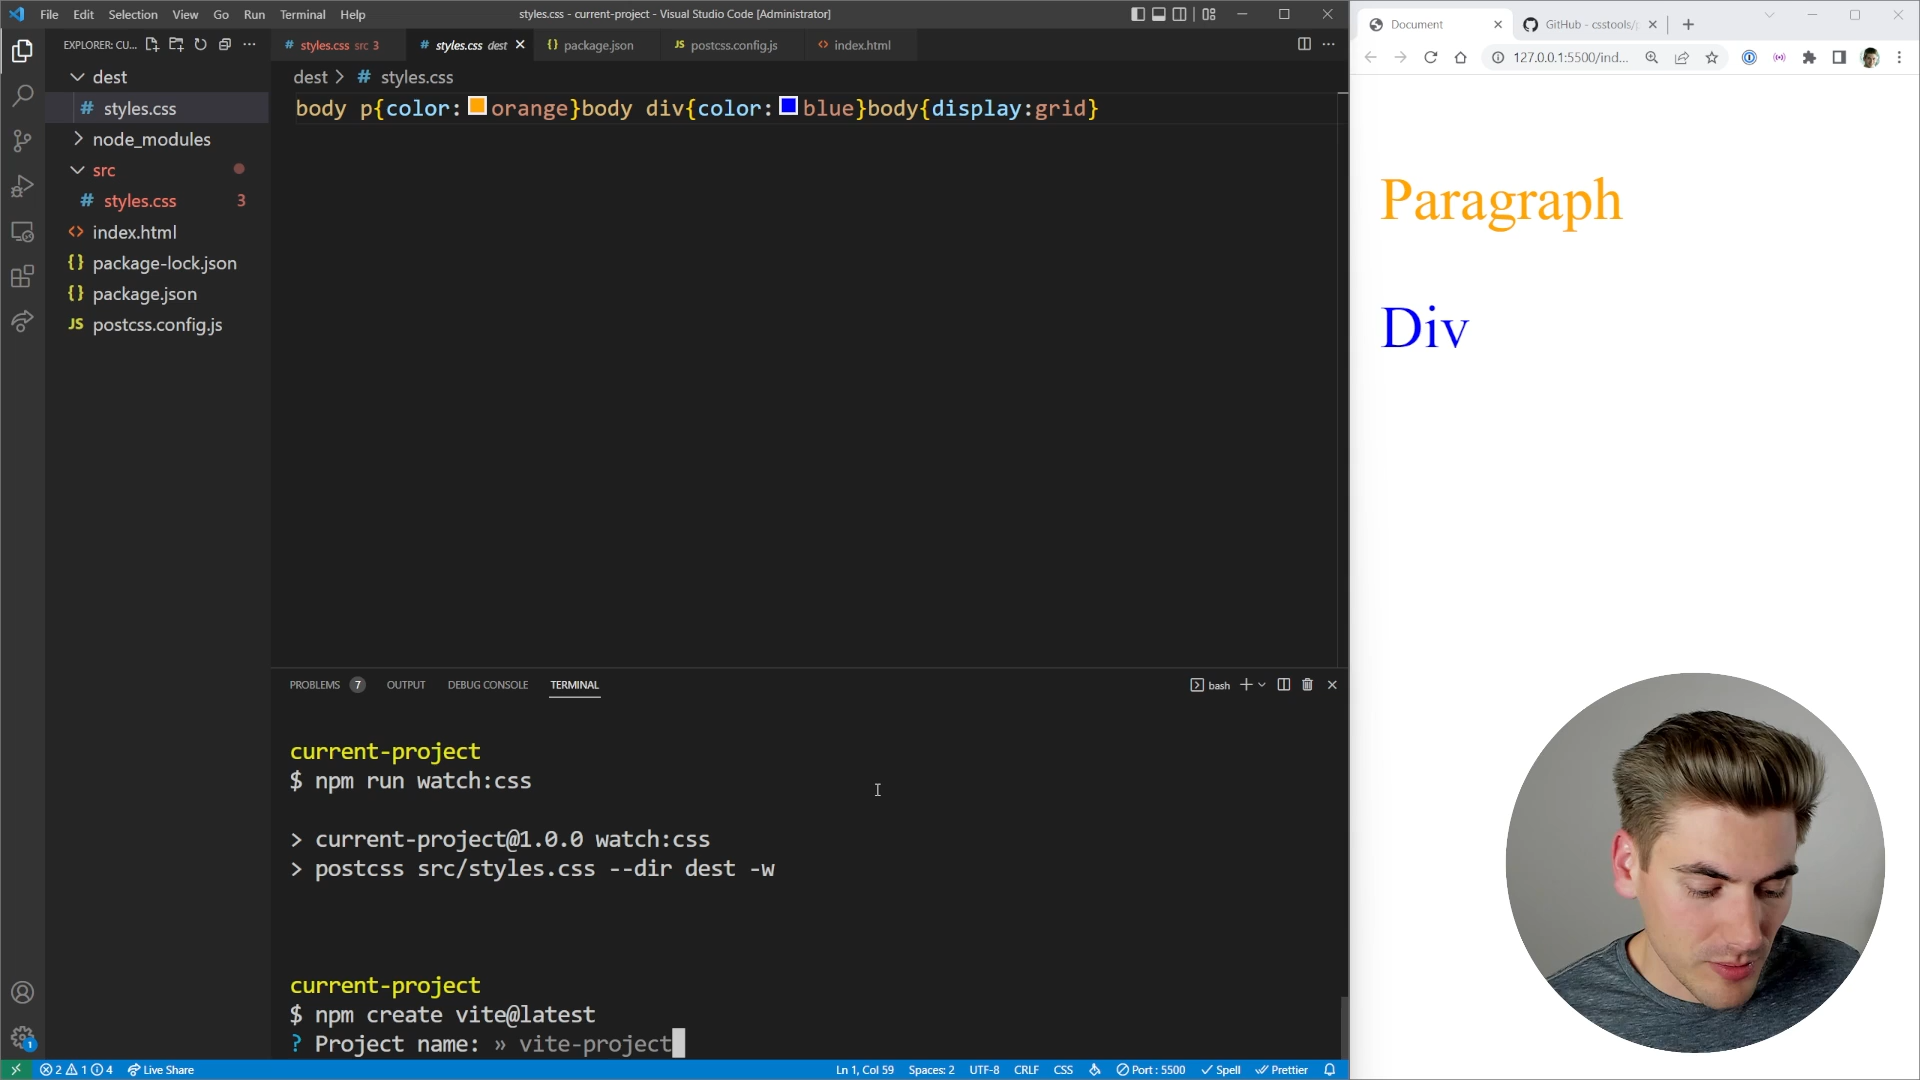 File Edit Selection View Go Run Terminal Help
styles.css - current-project - Visual Studio Code [Administrator]
EXPLORER: CU...
dest
# styles.css
node_modules
src
# styles.css 3
<> index.html
{} package-lock.json
{} package.json
JS postcss.config.js
# styles.css src 3
# styles.css dest
{} package.json
JS postcss.config.js
<> index.html
dest > # styles.css
body p{color:orange}body div{color:blue}body{display:grid}
PROBLEMS 7 OUTPUT DEBUG CONSOLE TERMINAL
bash
current-project
$ npm run watch:css
> current-project@1.0.0 watch:css
> postcss src/styles.css --dir dest -w
current-project
$ npm create vite@latest
? Project name: » vite-project
1
2 1 4 Live Share
Ln 1, Col 59 Spaces: 2 UTF-8 CRLF CSS Port : 5500 Spell Prettier
Document
GitHub - csstools/
127.0.0.1:5500/ind...
Paragraph
Div